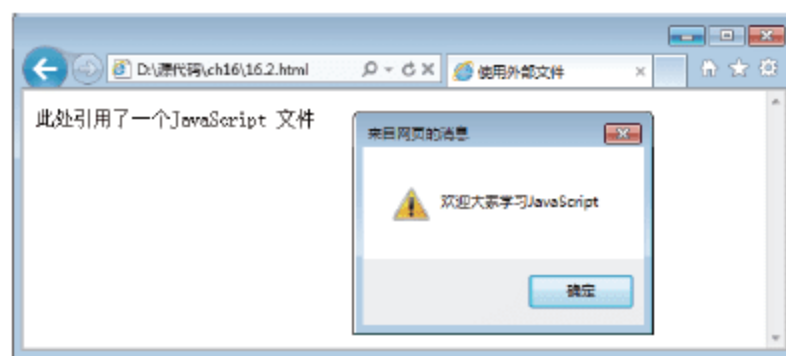 D:\源代码\ch16\16.2.html
使用外部文件
此处引用了一个JavaScript 文件
来自网页的消息
欢迎大家学习JavaScript
确定